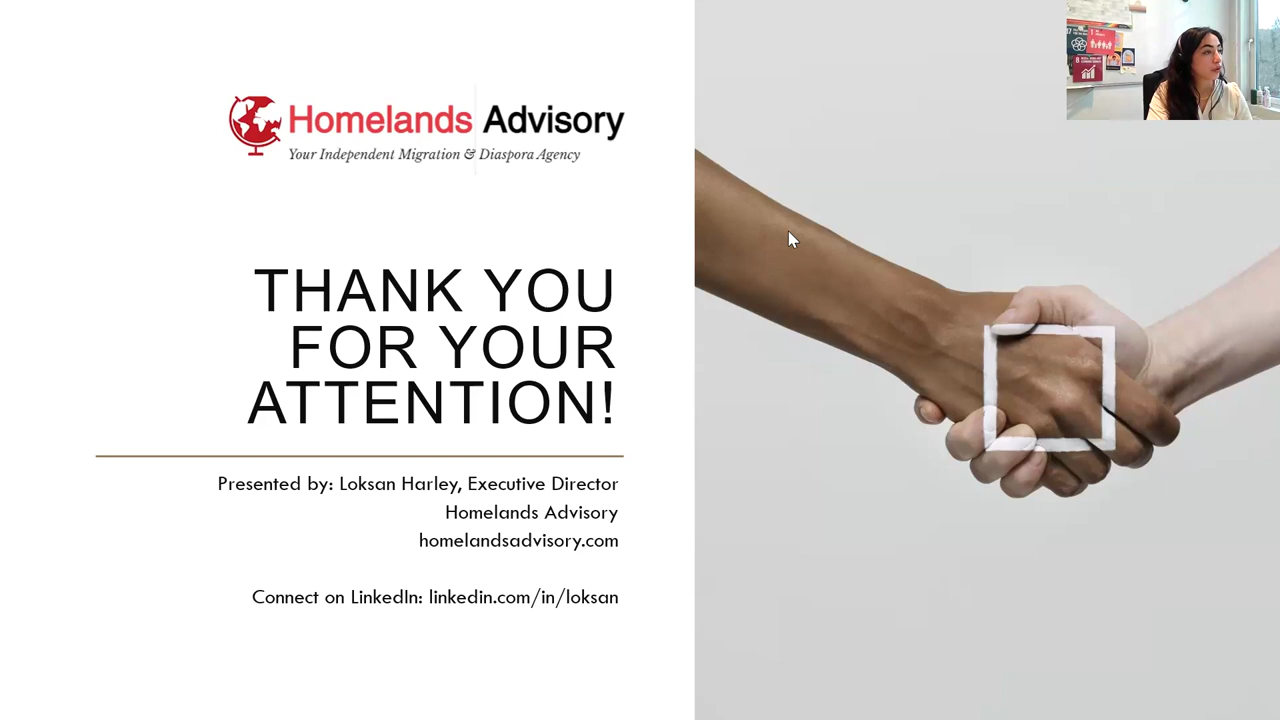 Homelands Advisory
Your Independent Migration & Diaspora Agency
THANK YOU
FOR YOUR
ATTENTION!
Presented by: Loksan Harley, Executive Director
Homelands Advisory
homelandsadvisory.com
Connect on LinkedIn: linkedin.com/in/loksan